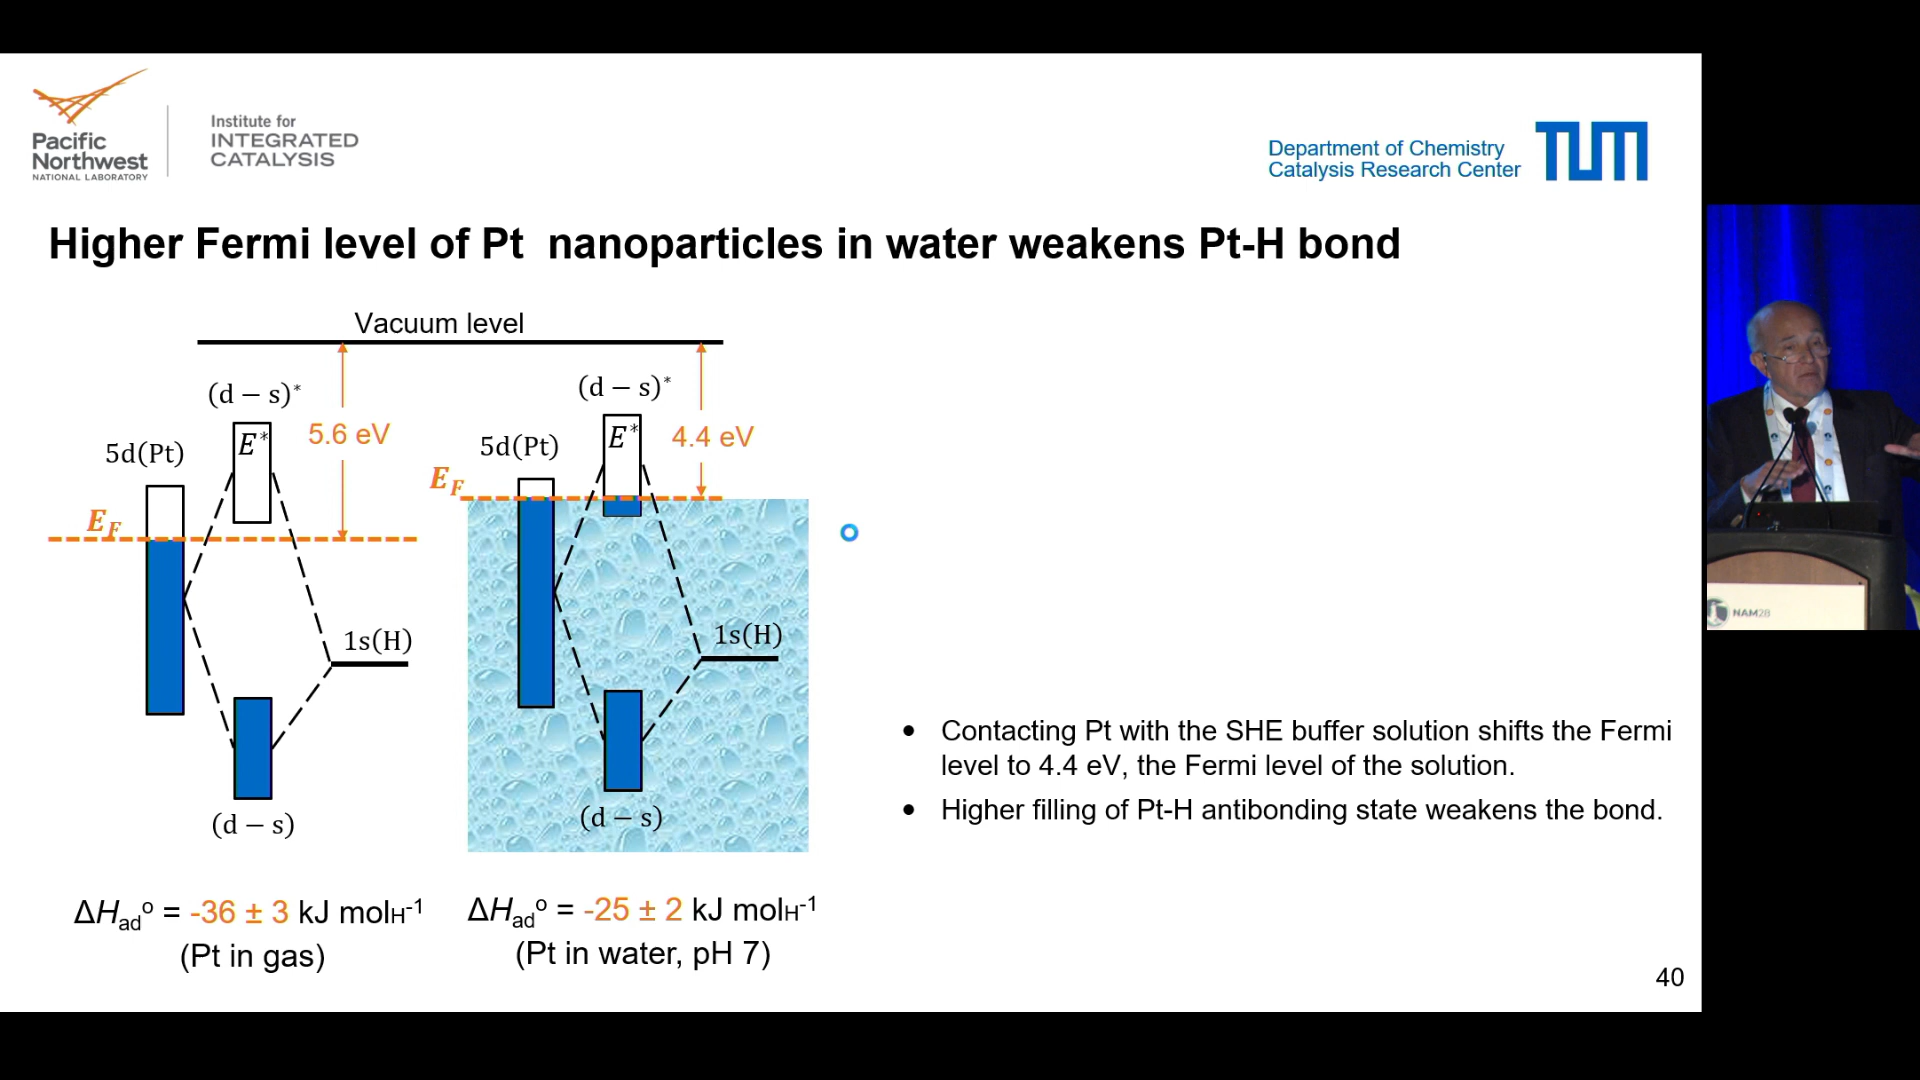 Pacific
Northwest
NATIONAL LABORATORY
Institute for
INTEGRATED
CATALYSIS
Department of Chemistry
Catalysis Research Center
TUM
Higher Fermi level of Pt  nanoparticles in water weakens Pt-H bond
Vacuum level
(d − s)*
E*
5.6 eV
5d(Pt)
E_F
1s(H)
(d − s)
(d − s)*
E*
4.4 eV
5d(Pt)
E_F
1s(H)
(d − s)
• Contacting Pt with the SHE buffer solution shifts the Fermi
level to 4.4 eV, the Fermi level of the solution.
• Higher filling of Pt-H antibonding state weakens the bond.
ΔH_ad^o = -36 ± 3 kJ mol_H^-1
(Pt in gas)
ΔH_ad^o = -25 ± 2 kJ mol_H^-1
(Pt in water, pH 7)
40
NAM28